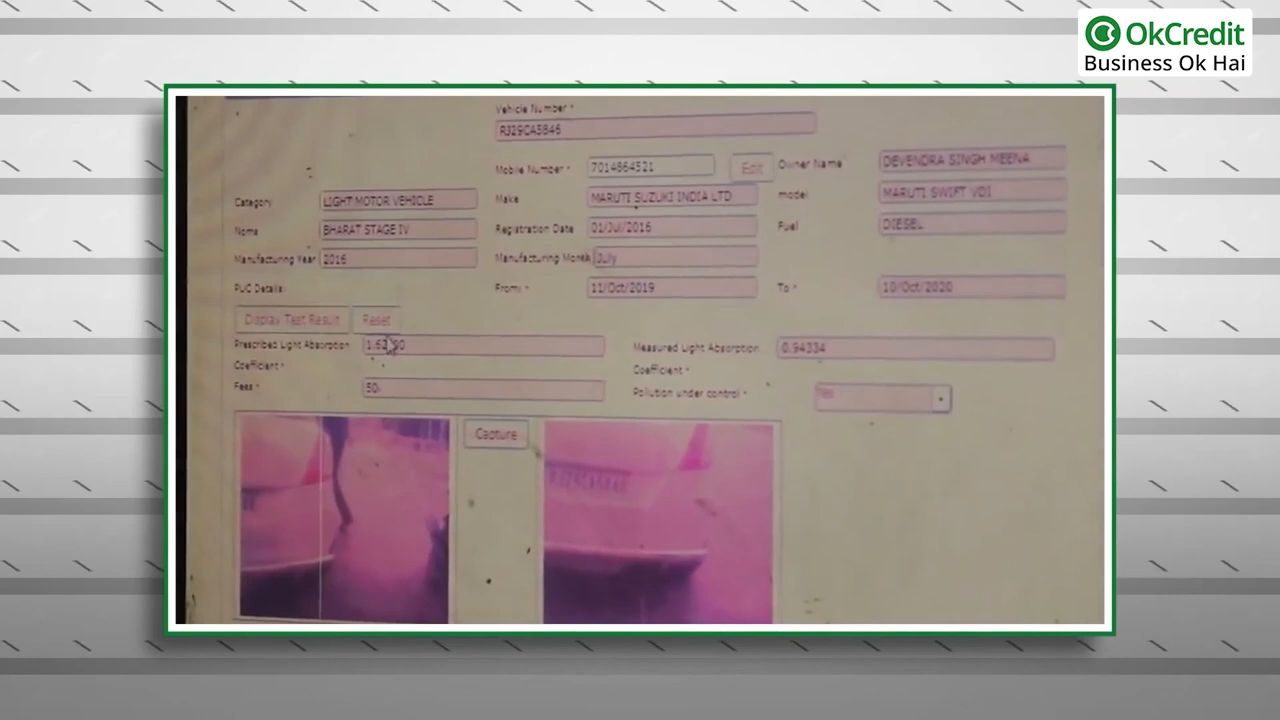 OkCredit
Business Ok Hai
Vehicle Number *
RJ29CA5846
Mobile Number * 7014864521 Edit Owner Name DEVENDRA SINGH MEENA
Category LIGHT MOTOR VEHICLE Make MARUTI SUZUKI INDIA LTD model MARUTI SWIFT VDI
Noms BHARAT STAGE IV Registration Date 01/Jul/2016 Fuel DIESEL
Manufacturing Year 2016 Manufacturing Month July
PUC Details: From: * 11/Oct/2019 To * 10/Oct/2020
Display Test Result Reset
Prescribed Light Absorption Measured Light Absorption 0.94334
Coefficient * Coefficient *
Fess * 50 Pollution under control * Yes
Capture